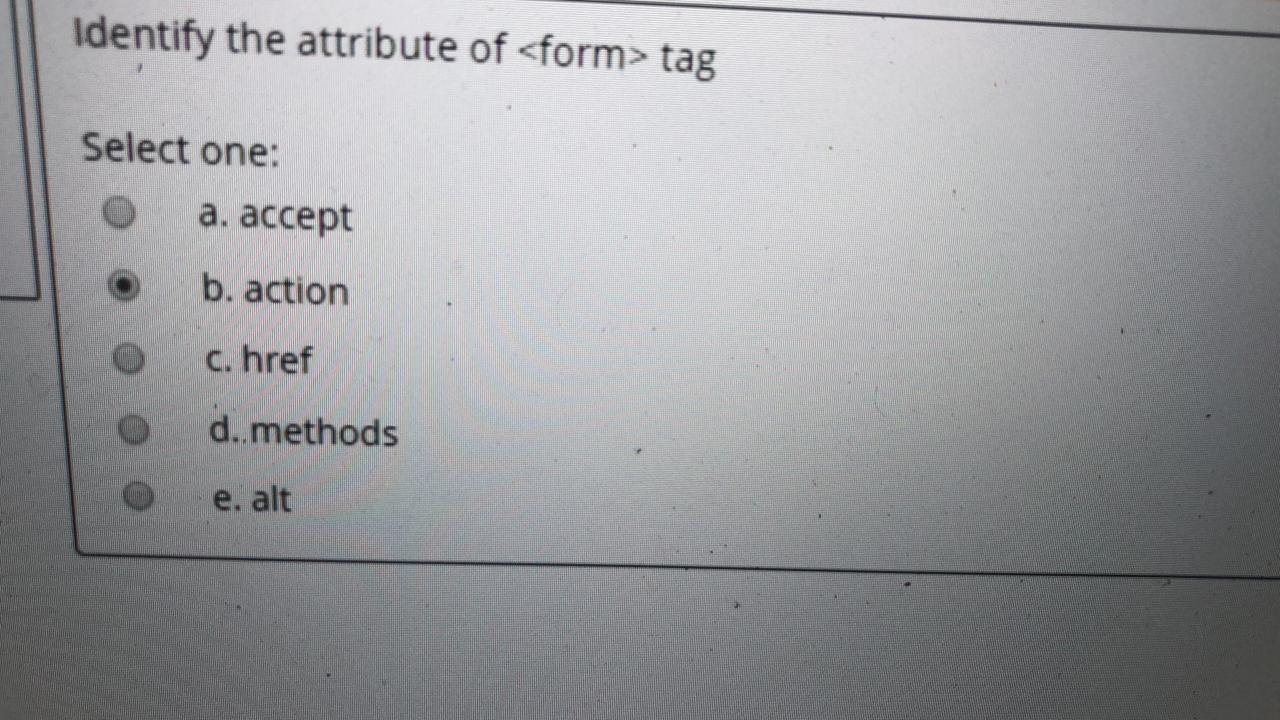 Identify the attribute of <form> tag
Select one:
a. accept
b. action
c. href
d..methods
e. alt